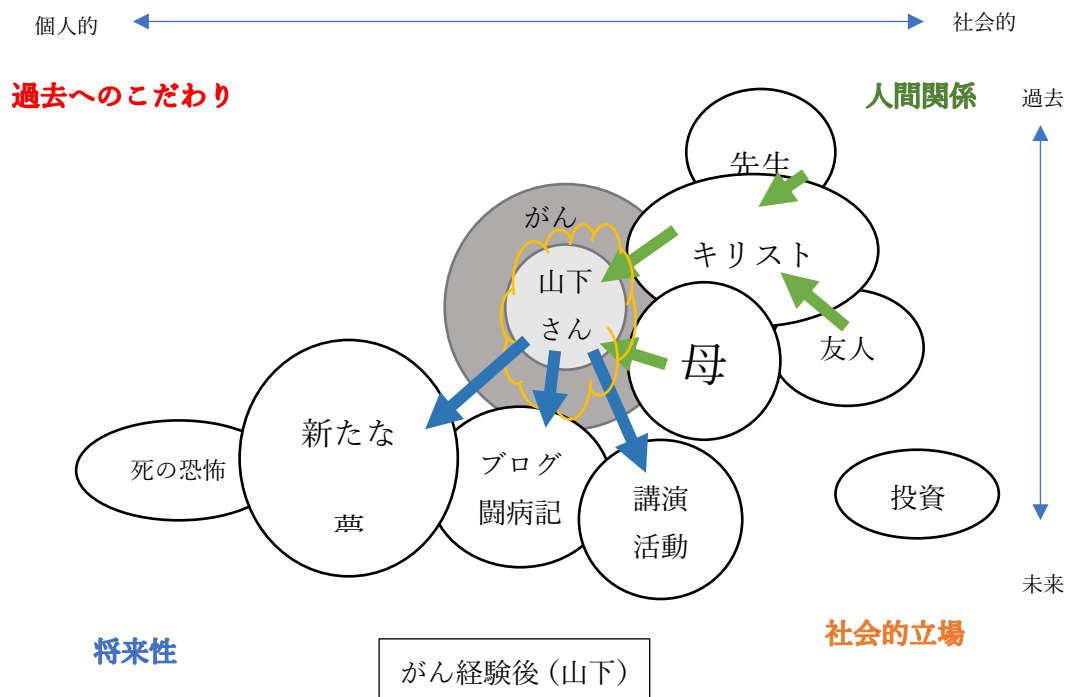 個人的
社会的
過去へのこだわり
人間関係
過去
先生
がん
キリスト
山下
さん
母
友人
新たな
夢
死の恐怖
ブログ
闘病記
講演
活動
投資
未来
将来性
社会的立場
がん経験後（山下）